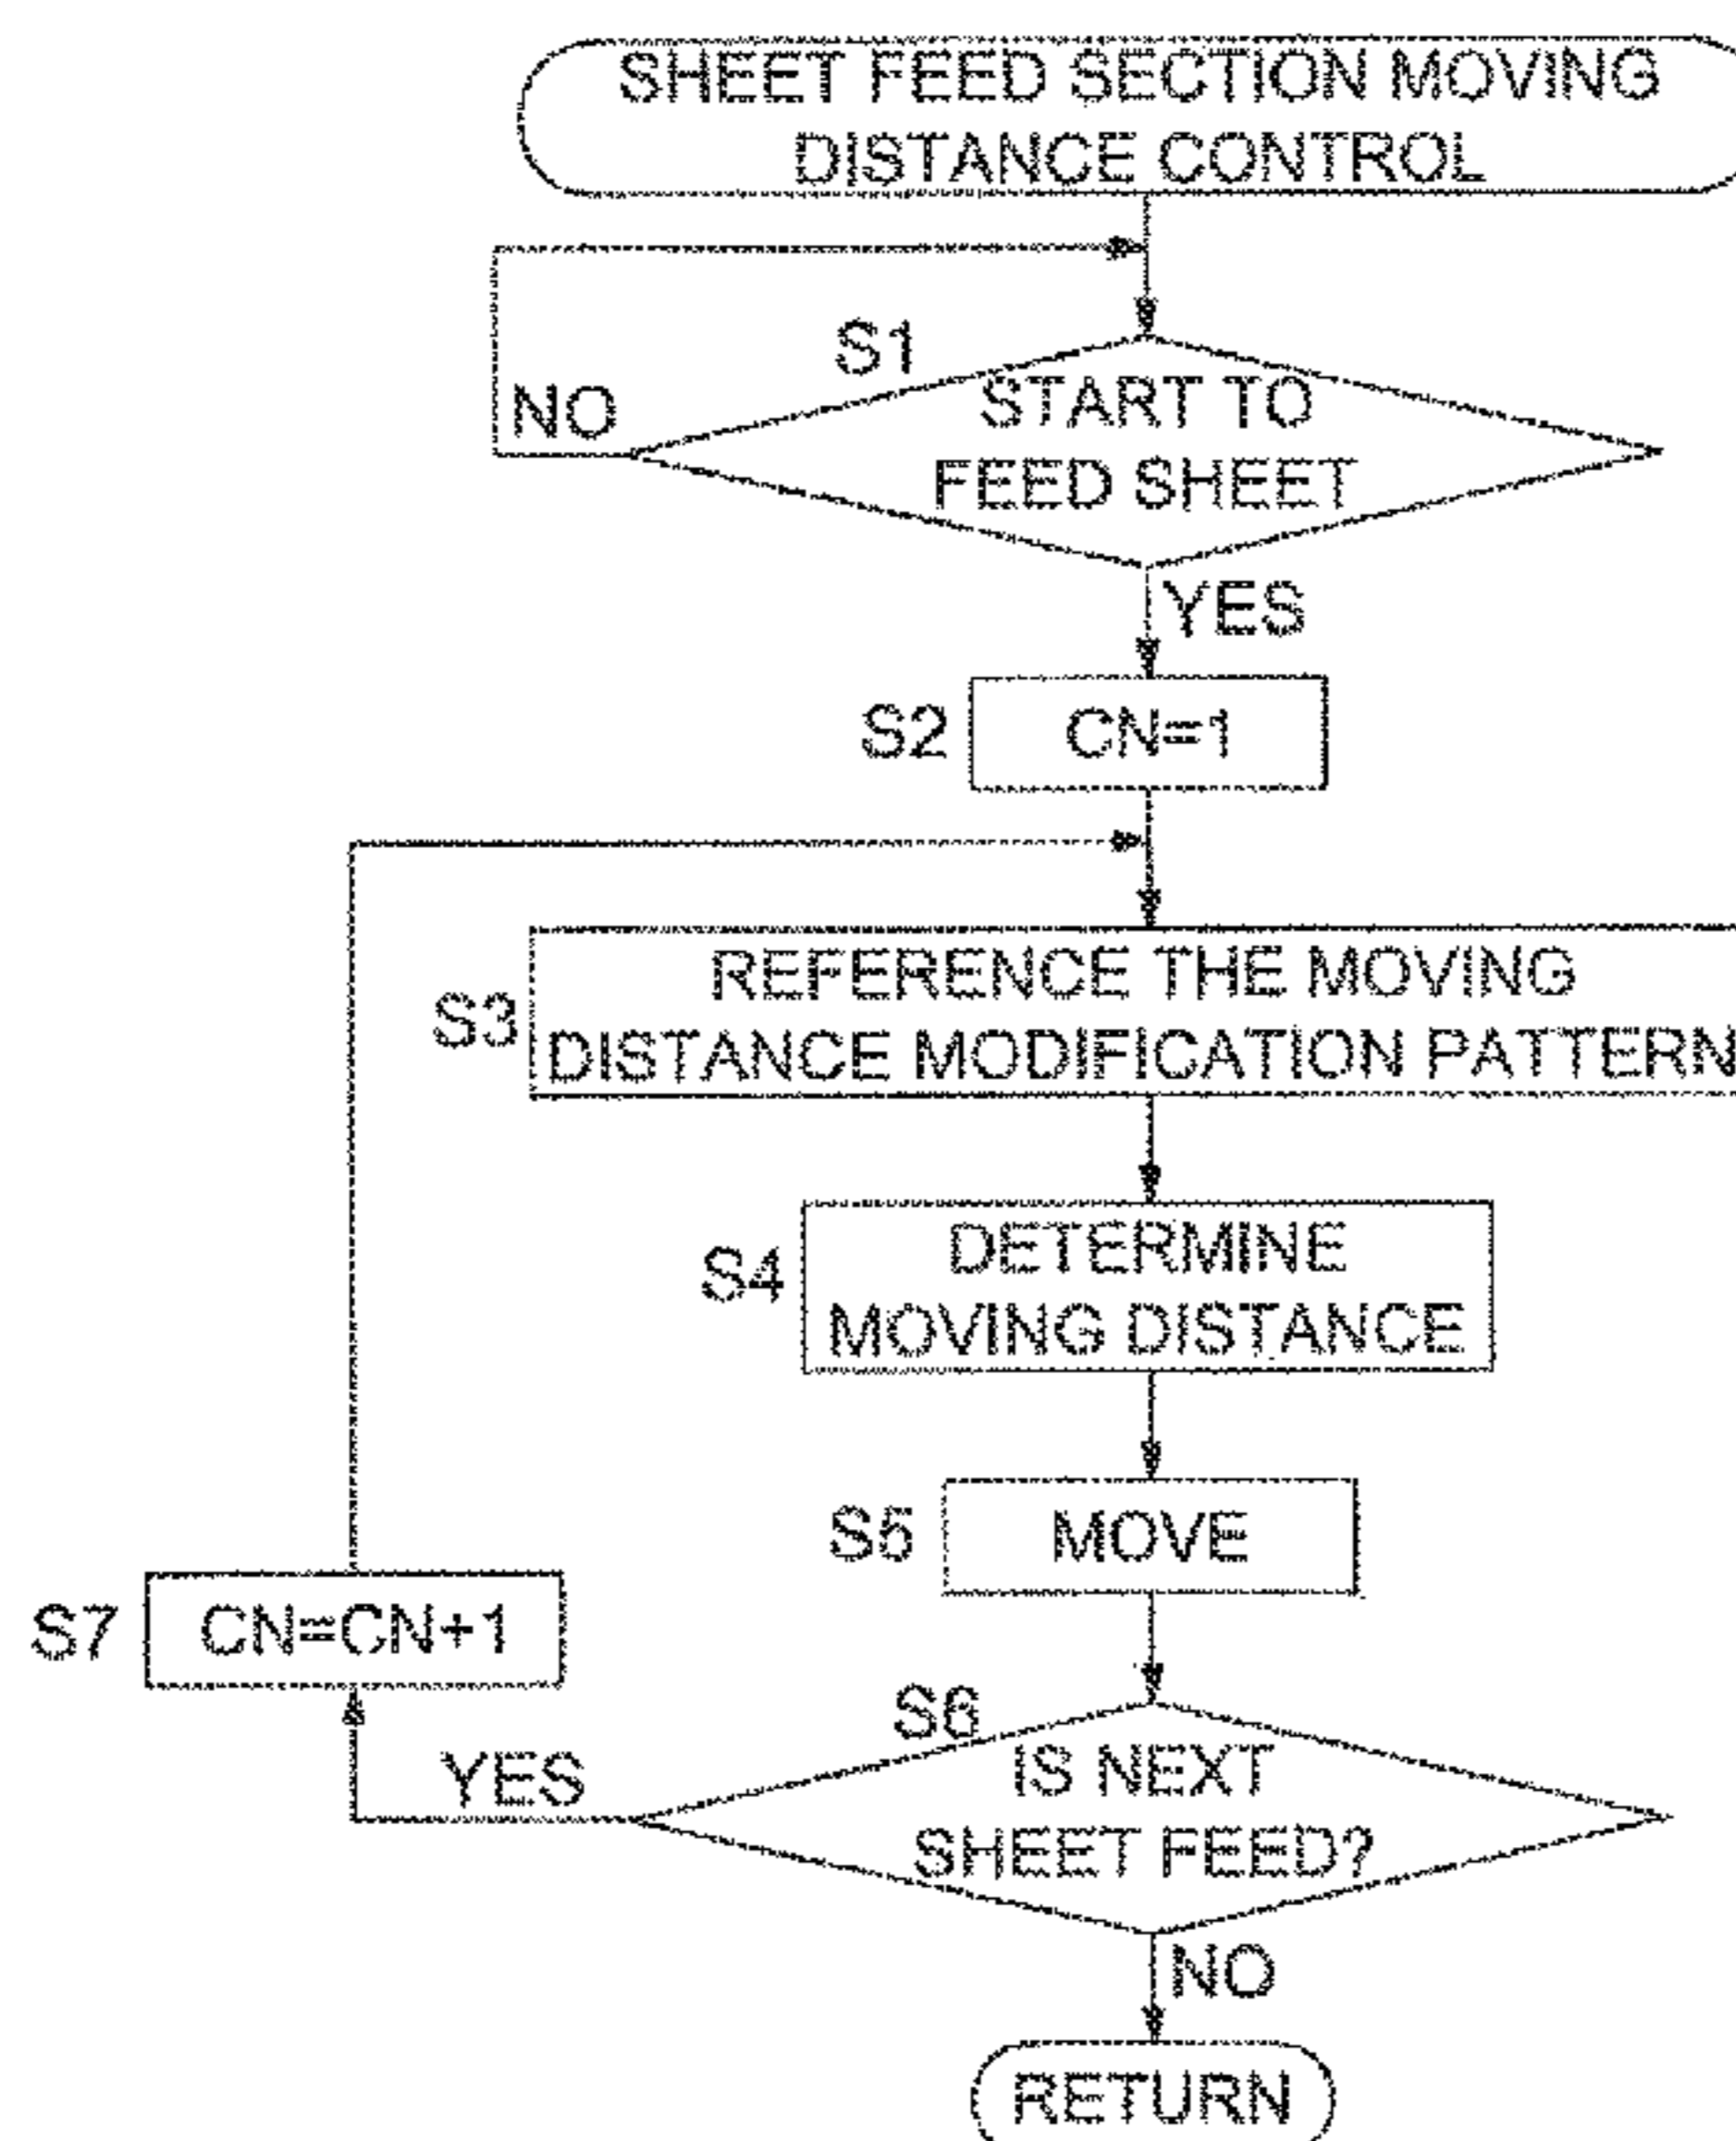 SHEET FEED SECTION MOVING
DISTANCE CONTROL
S1
NO
START TO
FEED SHEET
YES
S2
CN=1
S3
REFERENCE THE MOVING
DISTANCE MODIFICATION PATTERN
S4
DETERMINE
MOVING DISTANCE
S5
MOVE
S7
CN=CN+1
S6
YES
IS NEXT
SHEET FEED?
NO
RETURN